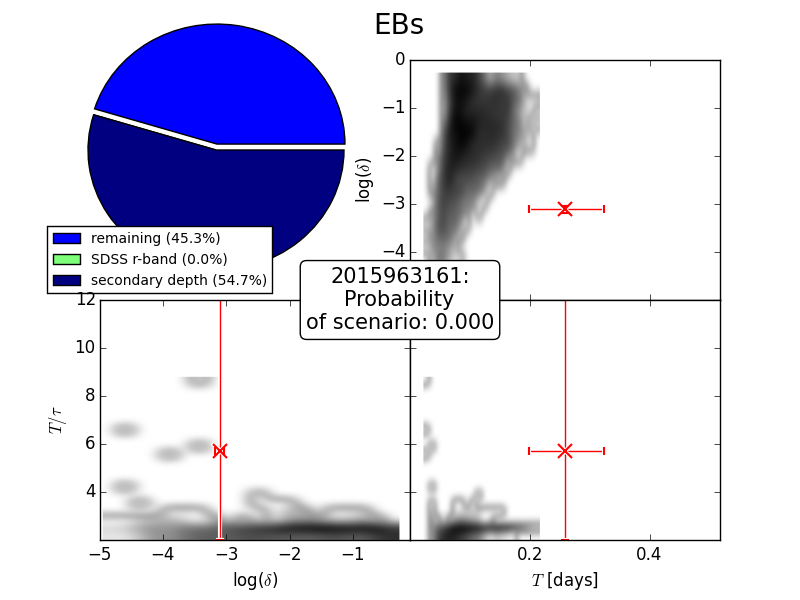 EBs
remaining (45.3%)
SDSS r-band (0.0%)
secondary depth (54.7%)
0
−1
−2
−3
−4
log(δ)
2015963161:
Probability
of scenario: 0.000
12
10
8
6
4
T/τ
−5
−4
−3
−2
−1
log(δ)
0.2
0.4
T [days]